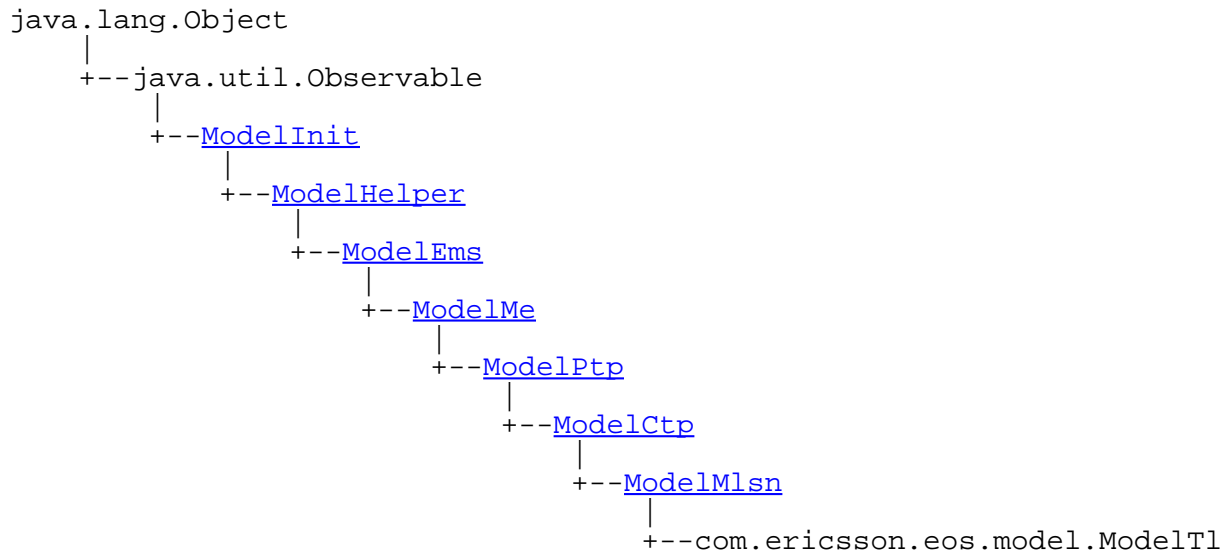 java.lang.Object
|
+--java.util.Observable
|
+--ModelInit
|
+--ModelHelper
|
+--ModelEms
|
+--ModelMe
|
+--ModelPtp
|
+--ModelCtp
|
+--ModelMlsn
|
+--com.ericsson.eos.model.ModelTl